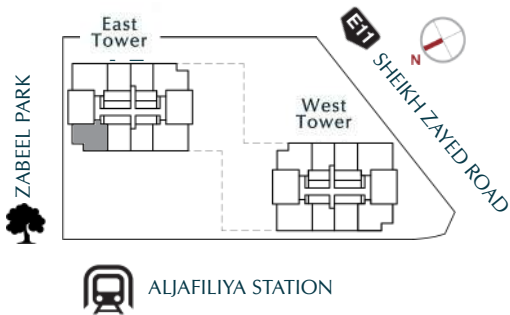 East
Tower
E11
N
SHEIKH ZAYED ROAD
ZABEEL PARK
West
Tower
ALJAFILIYA STATION